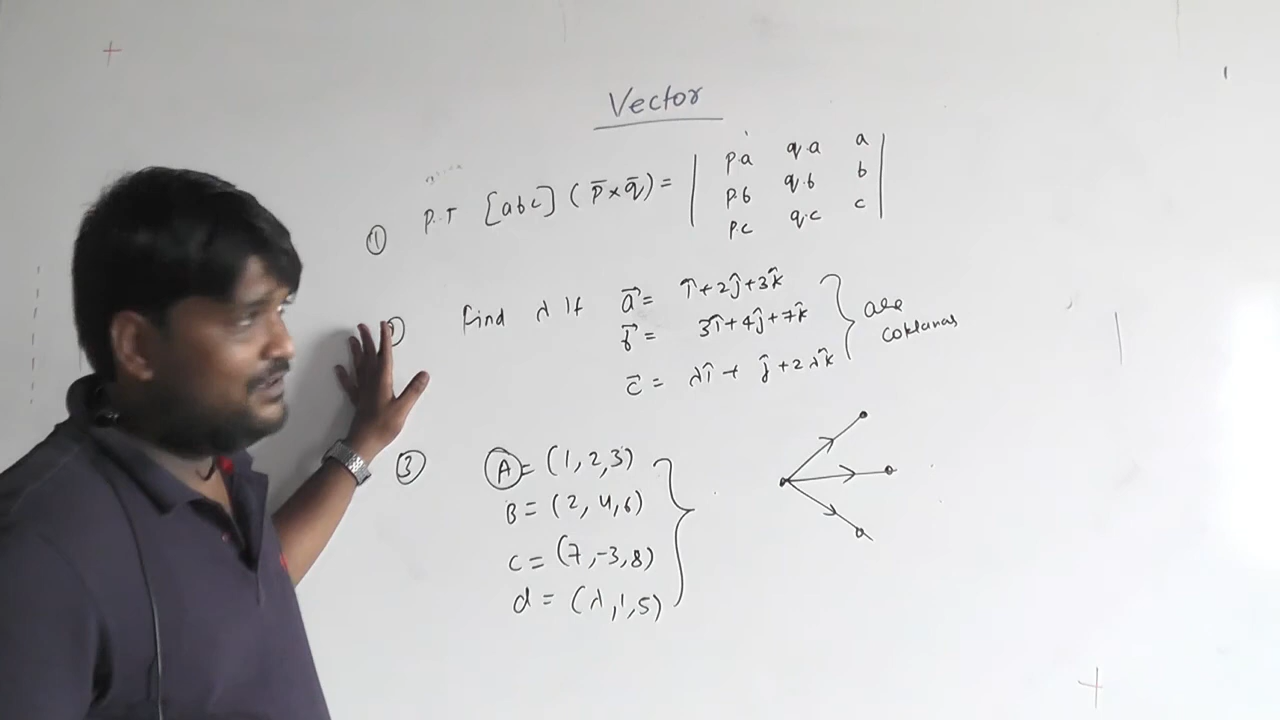 Vector
① P.T [abc] (p̄ × q̄) = | p.a q.a a |
| p.b q.b b |
| p.c q.c c |
② find λ If a⃗ = î + 2ĵ + 3k̂
b⃗ = 3î + 4ĵ + 7k̂
c⃗ = λî + ĵ + 2λk̂
} are
coplanar
③ A = (1, 2, 3)
B = (2, 4, 6)
c = (7, -3, 8)
d = (λ, 1, 5)